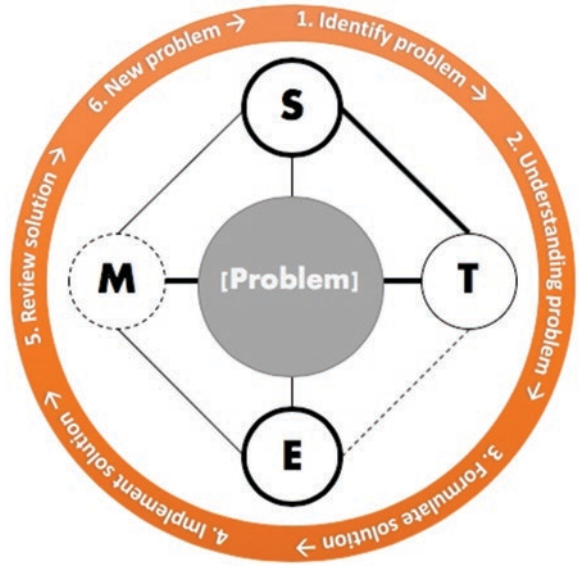 1. Identify problem →
2. Understanding problem →
3. Formulate solution →
4. Implement solution →
5. Review solution →
6. New problem →
S
M
[Problem]
T
E